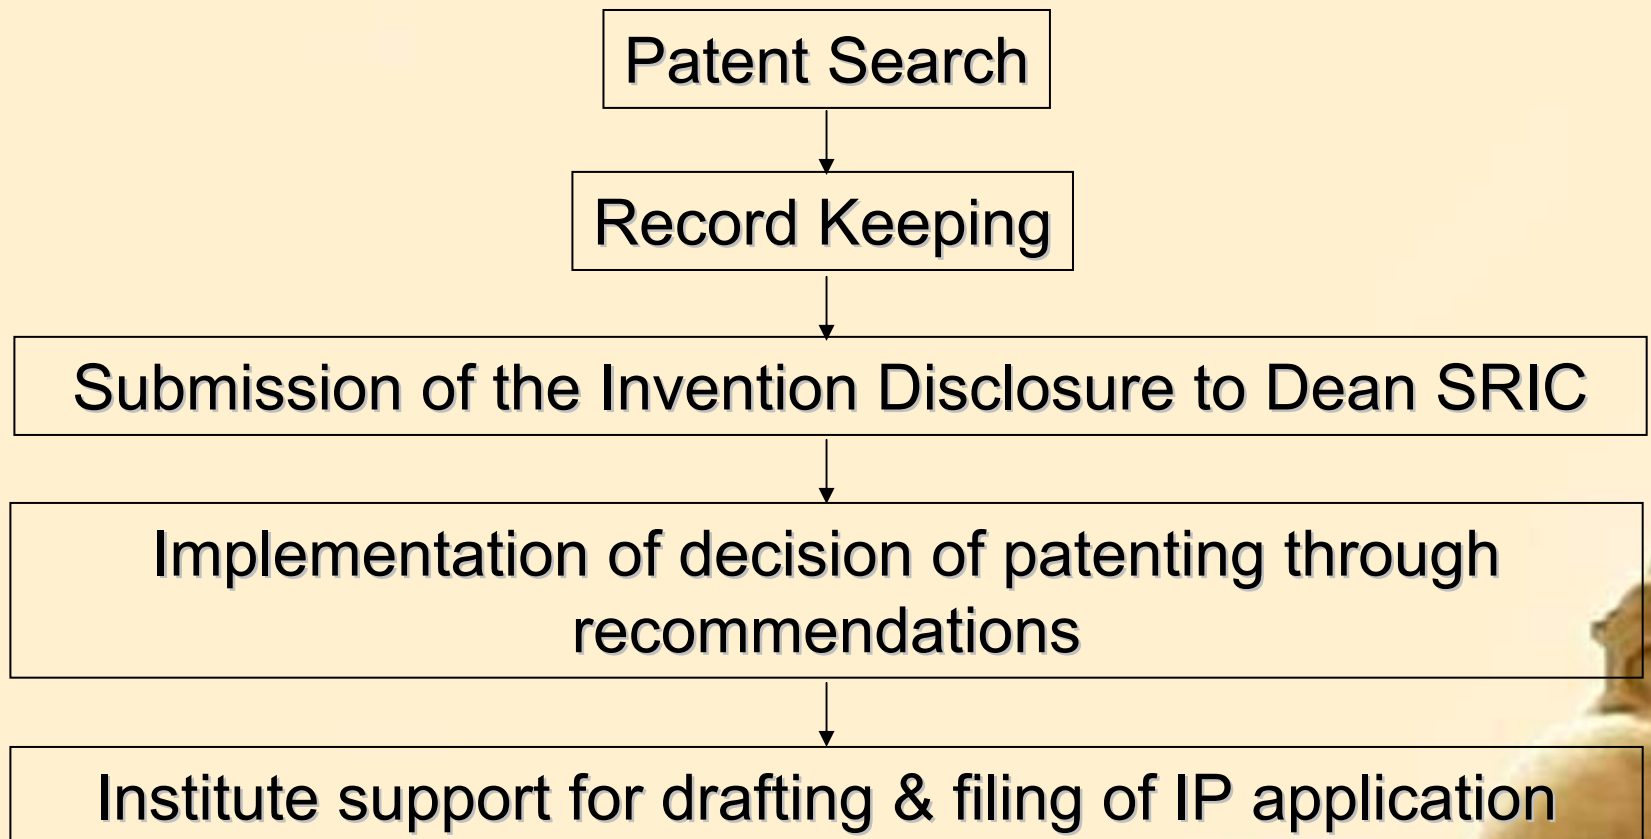 Patent Search
Record Keeping
Submission of the Invention Disclosure to Dean SRIC
Implementation of decision of patenting through
recommendations
Institute support for drafting & filing of IP application